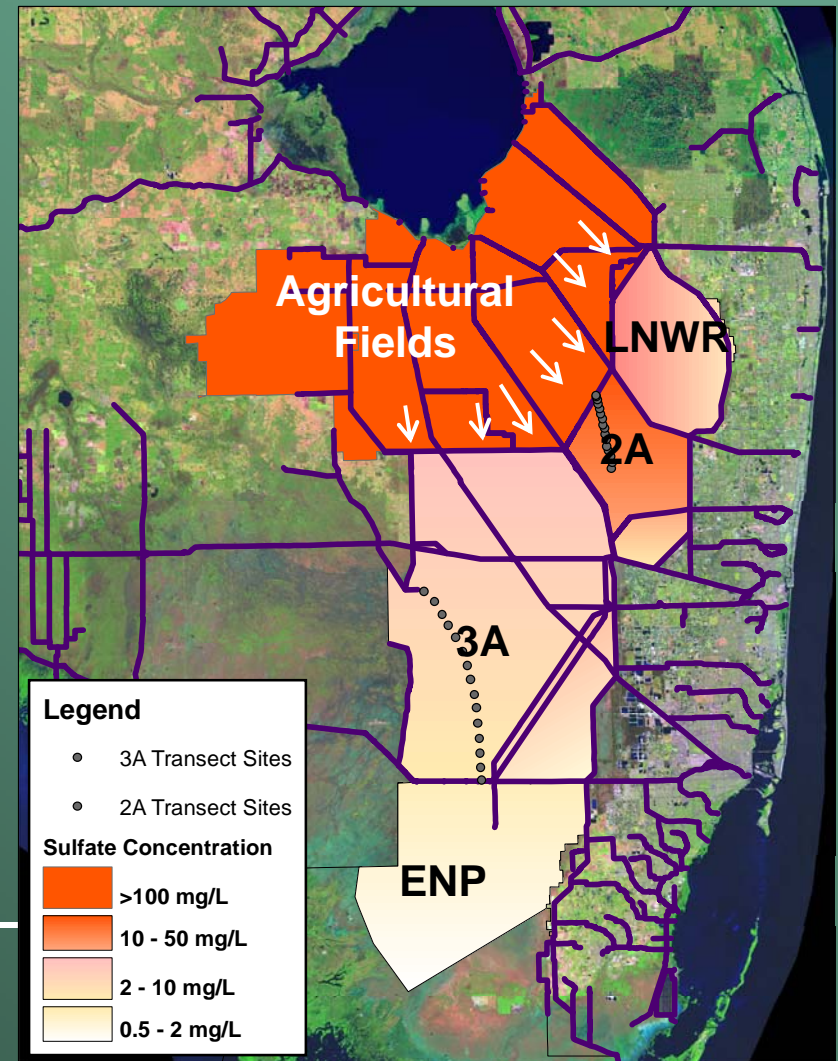 Agricultural
Fields
LNWR
2A
3A
ENP
Legend
3A Transect Sites
2A Transect Sites
Sulfate Concentration
>100 mg/L
10 - 50 mg/L
2 - 10 mg/L
0.5 - 2 mg/L